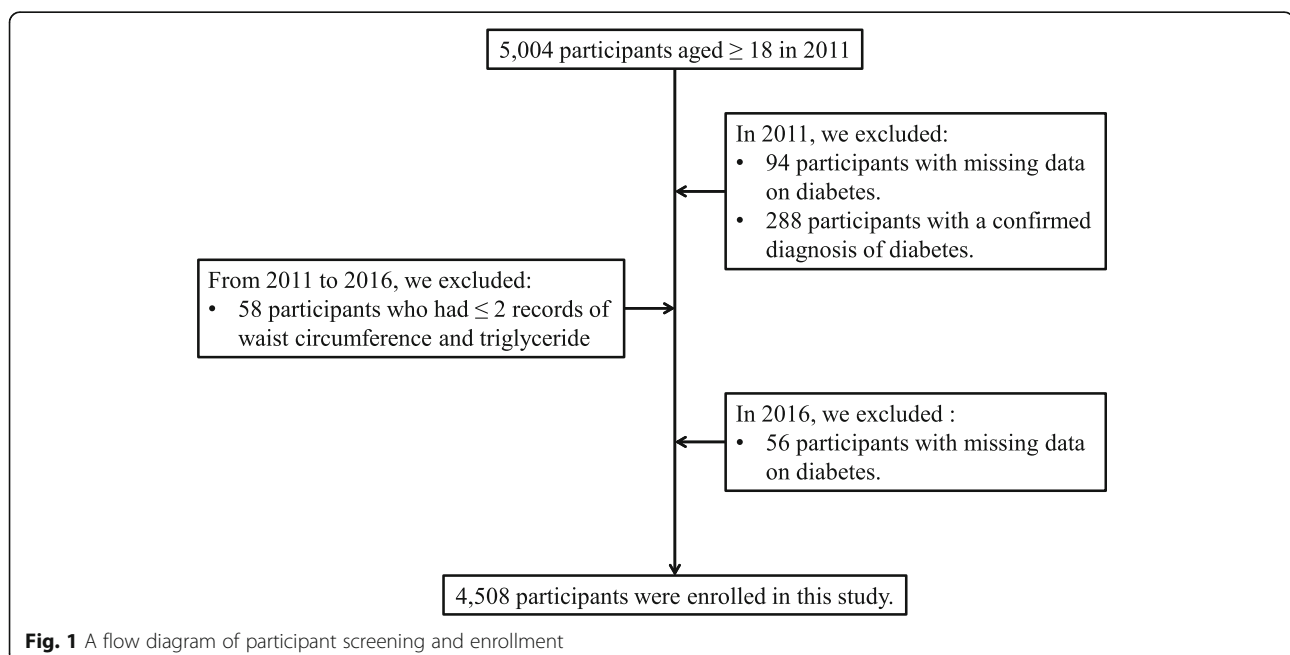 5,004 participants aged ≥ 18 in 2011
In 2011, we excluded:
• 94 participants with missing data
on diabetes.
• 288 participants with a confirmed
diagnosis of diabetes.
From 2011 to 2016, we excluded:
• 58 participants who had ≤ 2 records of
waist circumference and triglyceride
In 2016, we excluded :
• 56 participants with missing data
on diabetes.
4,508 participants were enrolled in this study.
Fig. 1 A flow diagram of participant screening and enrollment